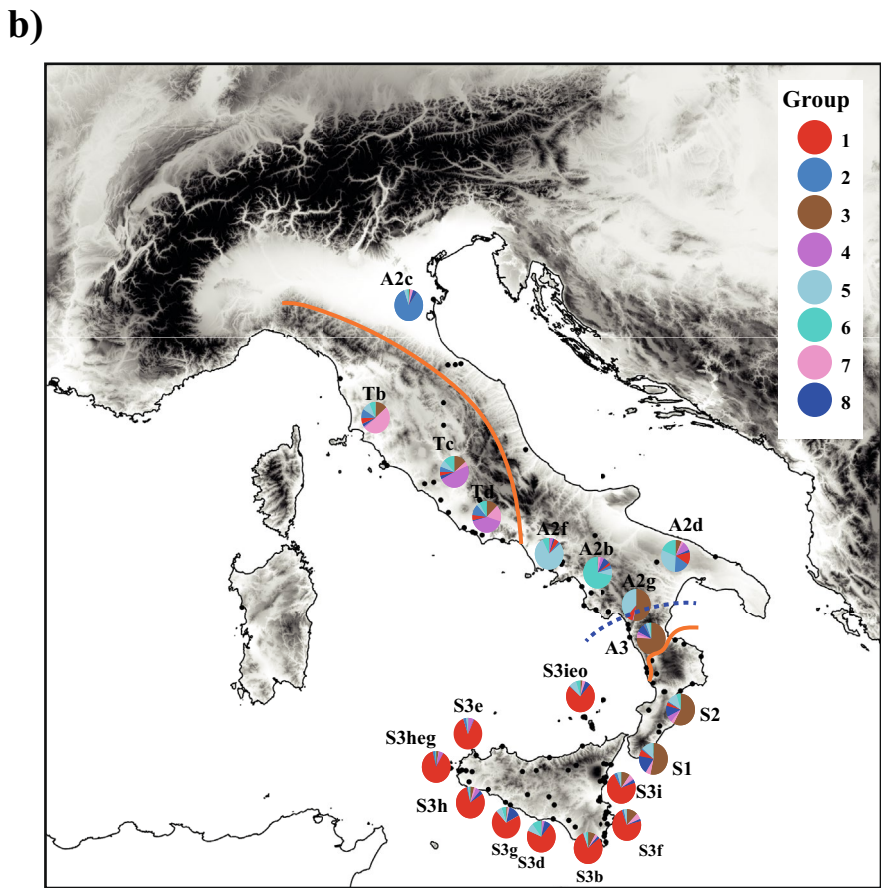 b)
Group
1
2
3
4
5
6
7
8
A2c
Tb
Tc
Td
A2f
A2b
A2d
A2g
A3
S3ieo
S3e
S2
S3heg
S1
S3i
S3h
S3g
S3d
S3f
S3b